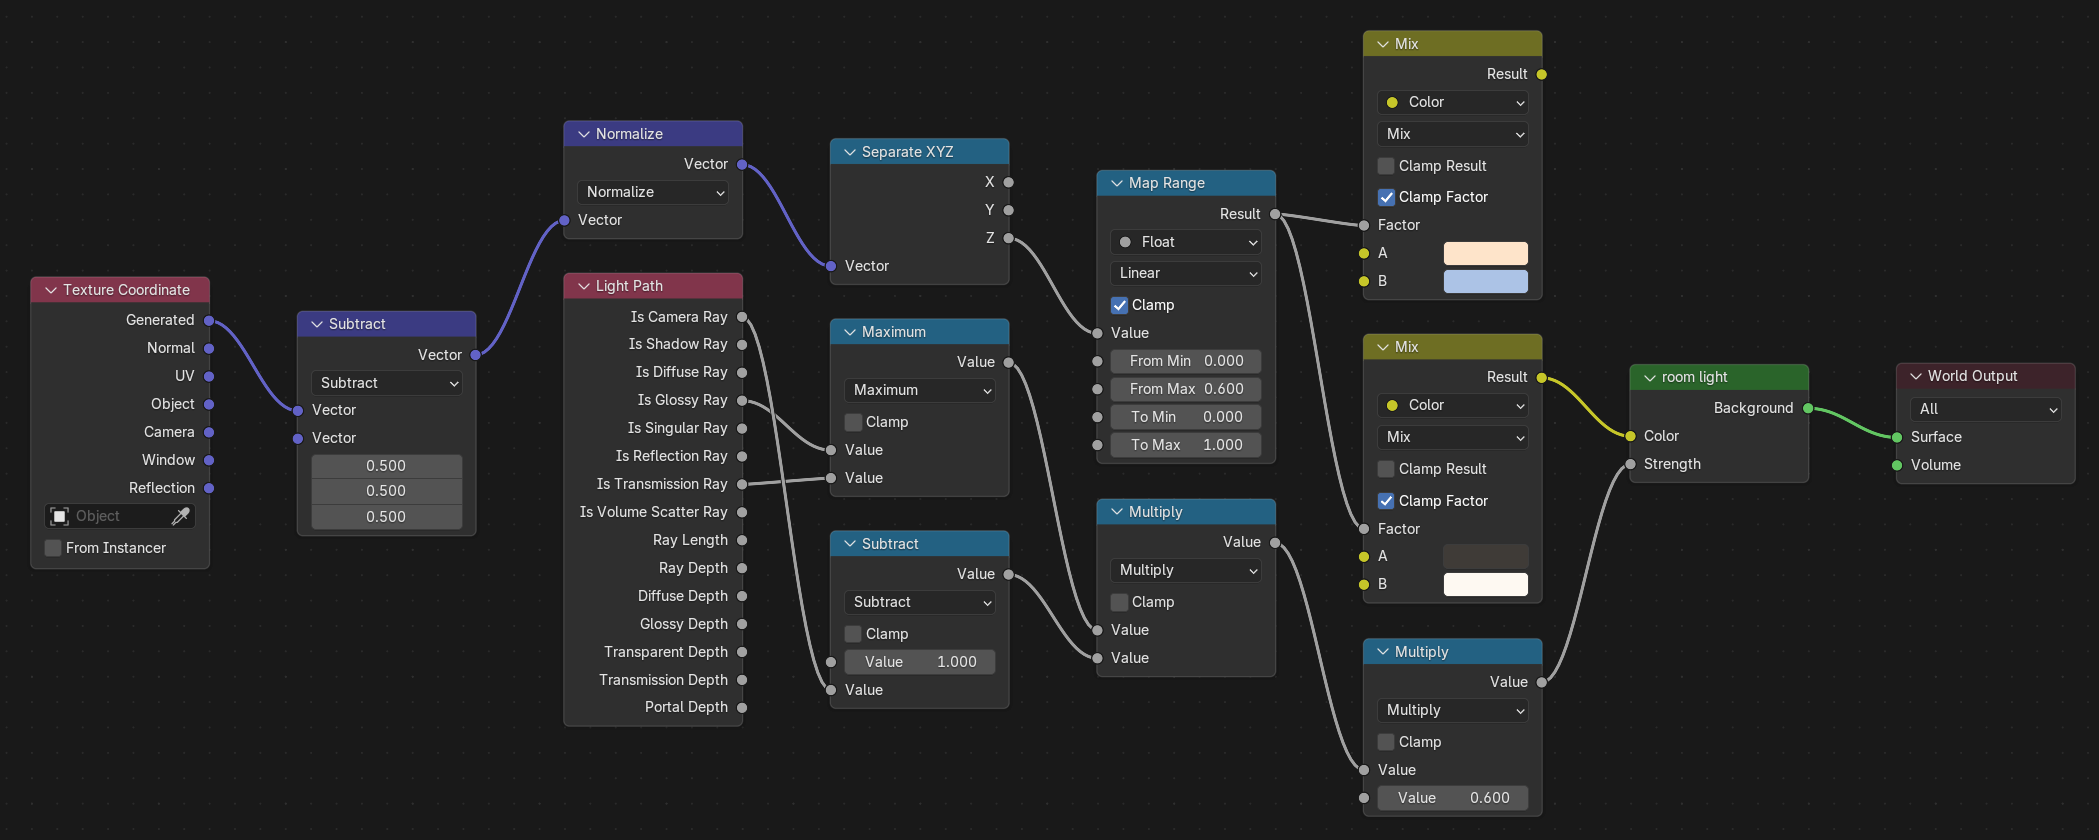 Texture Coordinate
Generated
Normal
UV
Object
Camera
Window
Reflection
Object
From Instancer
Subtract
Vector
Subtract
Vector
Vector
0.500
0.500
0.500
Normalize
Vector
Normalize
Vector
Light Path
Is Camera Ray
Is Shadow Ray
Is Diffuse Ray
Is Glossy Ray
Is Singular Ray
Is Reflection Ray
Is Transmission Ray
Is Volume Scatter Ray
Ray Length
Ray Depth
Diffuse Depth
Glossy Depth
Transparent Depth
Transmission Depth
Portal Depth
Separate XYZ
X
Y
Z
Vector
Maximum
Value
Maximum
Clamp
Value
Value
Subtract
Value
Subtract
Clamp
Value 1.000
Value
Map Range
Result
Float
Linear
Clamp
Value
From Min 0.000
From Max 0.600
To Min 0.000
To Max 1.000
Multiply
Value
Multiply
Clamp
Value
Value
Mix
Result
Color
Mix
Clamp Result
Clamp Factor
Factor
A
B
Mix
Result
Color
Mix
Clamp Result
Clamp Factor
Factor
A
B
Multiply
Value
Multiply
Clamp
Value
Value 0.600
room light
Background
Color
Strength
World Output
All
Surface
Volume